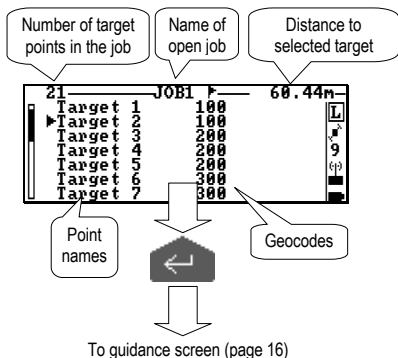 Number of target
points in the job
Name of
open job
Distance to
selected target
21 JOB1 60.44m
Target 1 100
Target 2 100
Target 3 200
Target 4 200
Target 5 200
Target 6 300
Target 7 300
L
9
Point
names
Geocodes
To guidance screen (page 16)